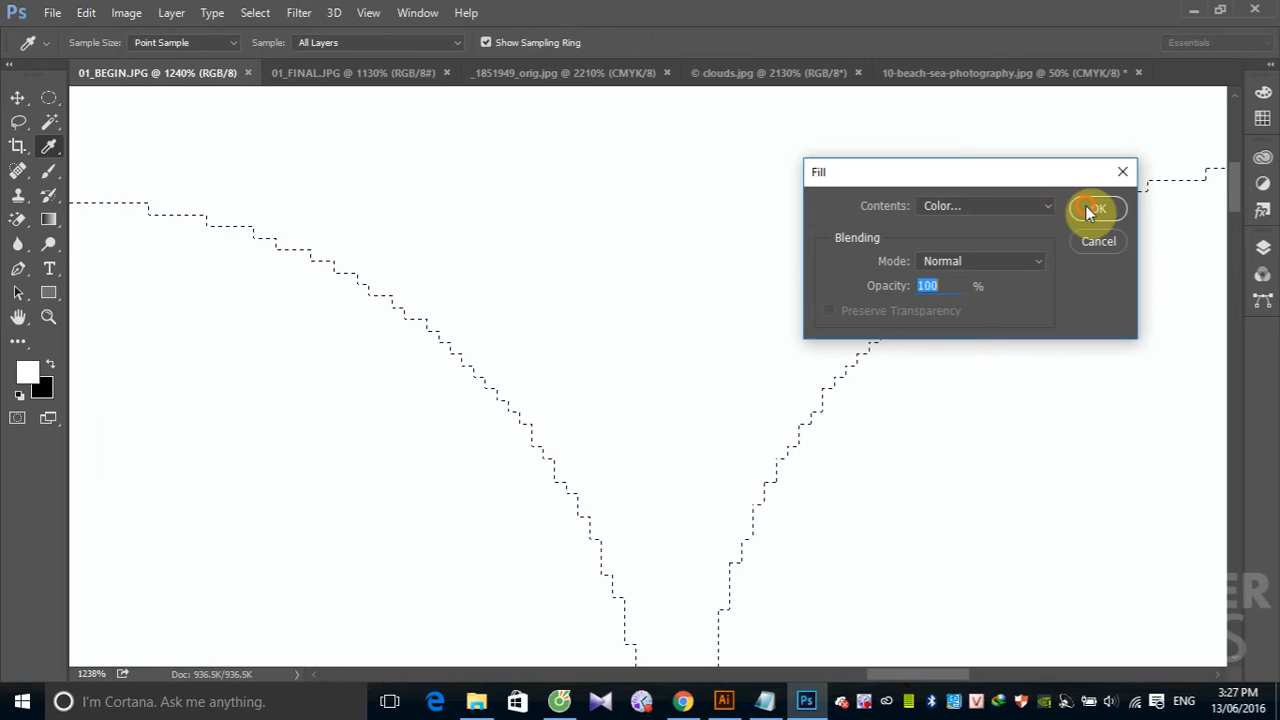 Ps File Edit Image Layer Type Select Filter 3D View Window Help
Sample Size: Point Sample Sample: All Layers Show Sampling Ring Essentials
01_BEGIN.JPG @ 1240% (RGB/8) × 01_FINAL.JPG @ 1130% (RGB/8#) × _1851949_orig.jpg @ 2210% (CMYK/8) × © clouds.jpg @ 2130% (RGB/8*) × 10-beach-sea-photography.jpg @ 50% (CMYK/8) * ×
Fill
Contents: Color... OK
Blending Cancel
Mode: Normal
Opacity: 100 %
Preserve Transparency
1238% Doc: 936.5K/936.5K
I'm Cortana. Ask me anything.
ENG
3:27 PM
13/06/2016